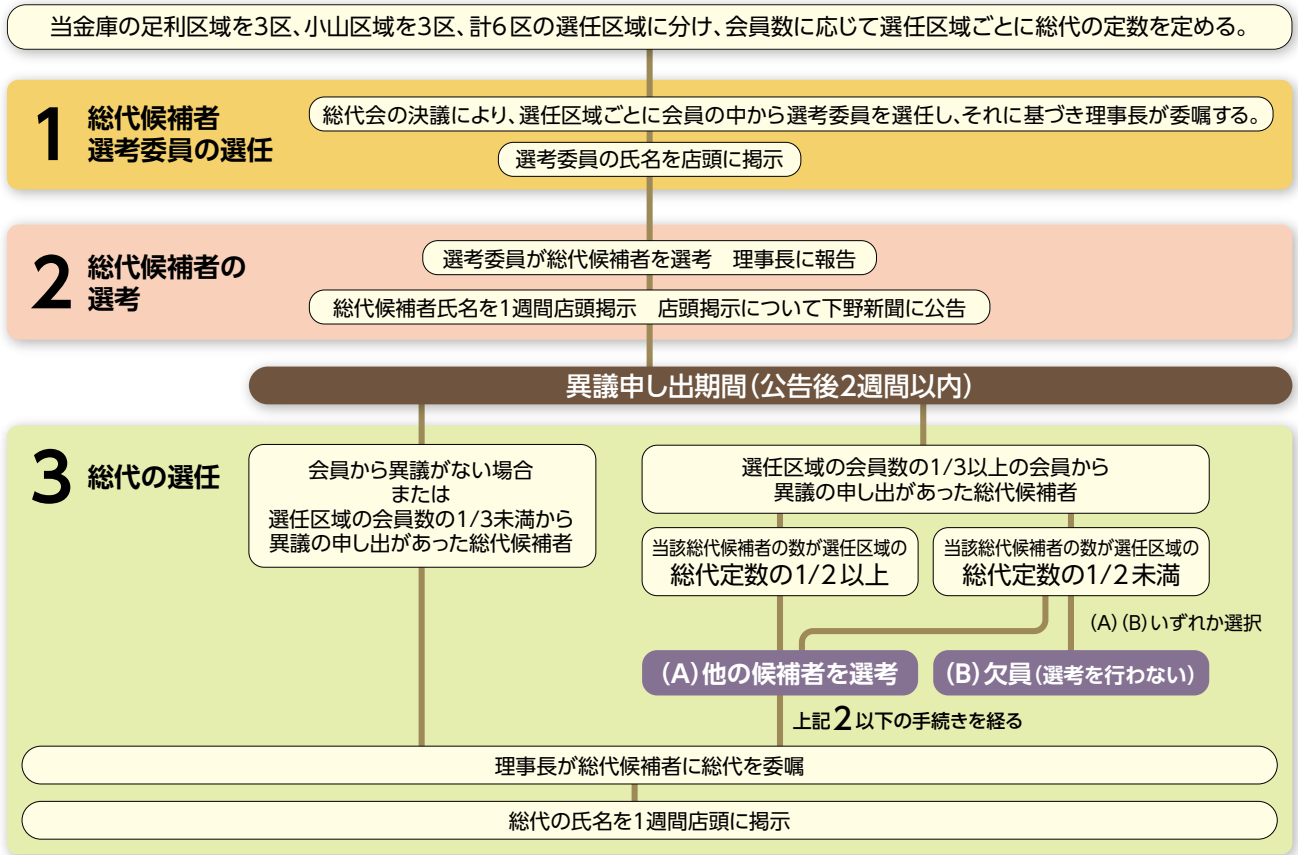 当金庫の足利区域を3区、小山区域を3区、計6区の選任区域に分け、会員数に応じて選任区域ごとに総代の定数を定める。
1 総代候補者
選考委員の選任
総代会の決議により、選任区域ごとに会員の中から選考委員を選任し、それに基づき理事長が委嘱する。
選考委員の氏名を店頭に掲示
2 総代候補者の
選考
選考委員が総代候補者を選考　理事長に報告
総代候補者氏名を1週間店頭掲示　店頭掲示について下野新聞に公告
異議申し出期間（公告後2週間以内）
3 総代の選任
会員から異議がない場合
または
選任区域の会員数の1/3未満から
異議の申し出があった総代候補者
選任区域の会員数の1/3以上の会員から
異議の申し出があった総代候補者
当該総代候補者の数が選任区域の
総代定数の1/2以上
当該総代候補者の数が選任区域の
総代定数の1/2未満
(A)(B)いずれか選択
(A)他の候補者を選考
(B)欠員(選考を行わない)
上記2以下の手続きを経る
理事長が総代候補者に総代を委嘱
総代の氏名を1週間店頭に掲示